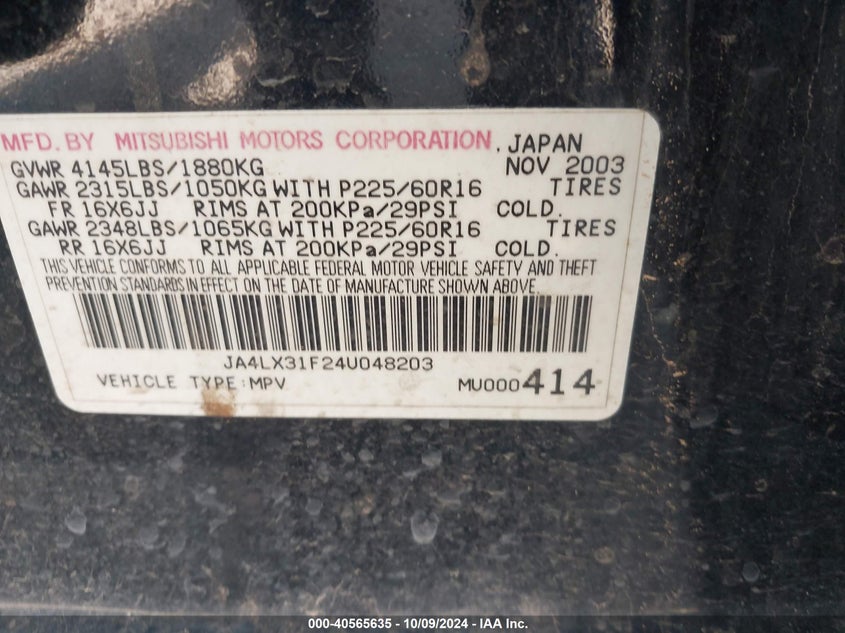 MFD. BY MITSUBISHI MOTORS CORPORATION, JAPAN
GVWR 4145LBS/1880KG NOV 2003
GAWR 2315LBS/1050KG WITH P225/60R16 TIRES
FR 16X6JJ RIMS AT 200KPa/29PSI COLD.
GAWR 2348LBS/1065KG WITH P225/60R16 TIRES
RR 16X6JJ RIMS AT 200KPa/29PSI COLD.
THIS VEHICLE CONFORMS TO ALL APPLICABLE FEDERAL MOTOR VEHICLE SAFETY AND THEFT
PREVENTION STANDARDS IN EFFECT ON THE DATE OF MANUFACTURE SHOWN ABOVE.
JA4LX31F24U048203
VEHICLE TYPE:MPV MU000414
000-40565635 - 10/09/2024 - IAA Inc.